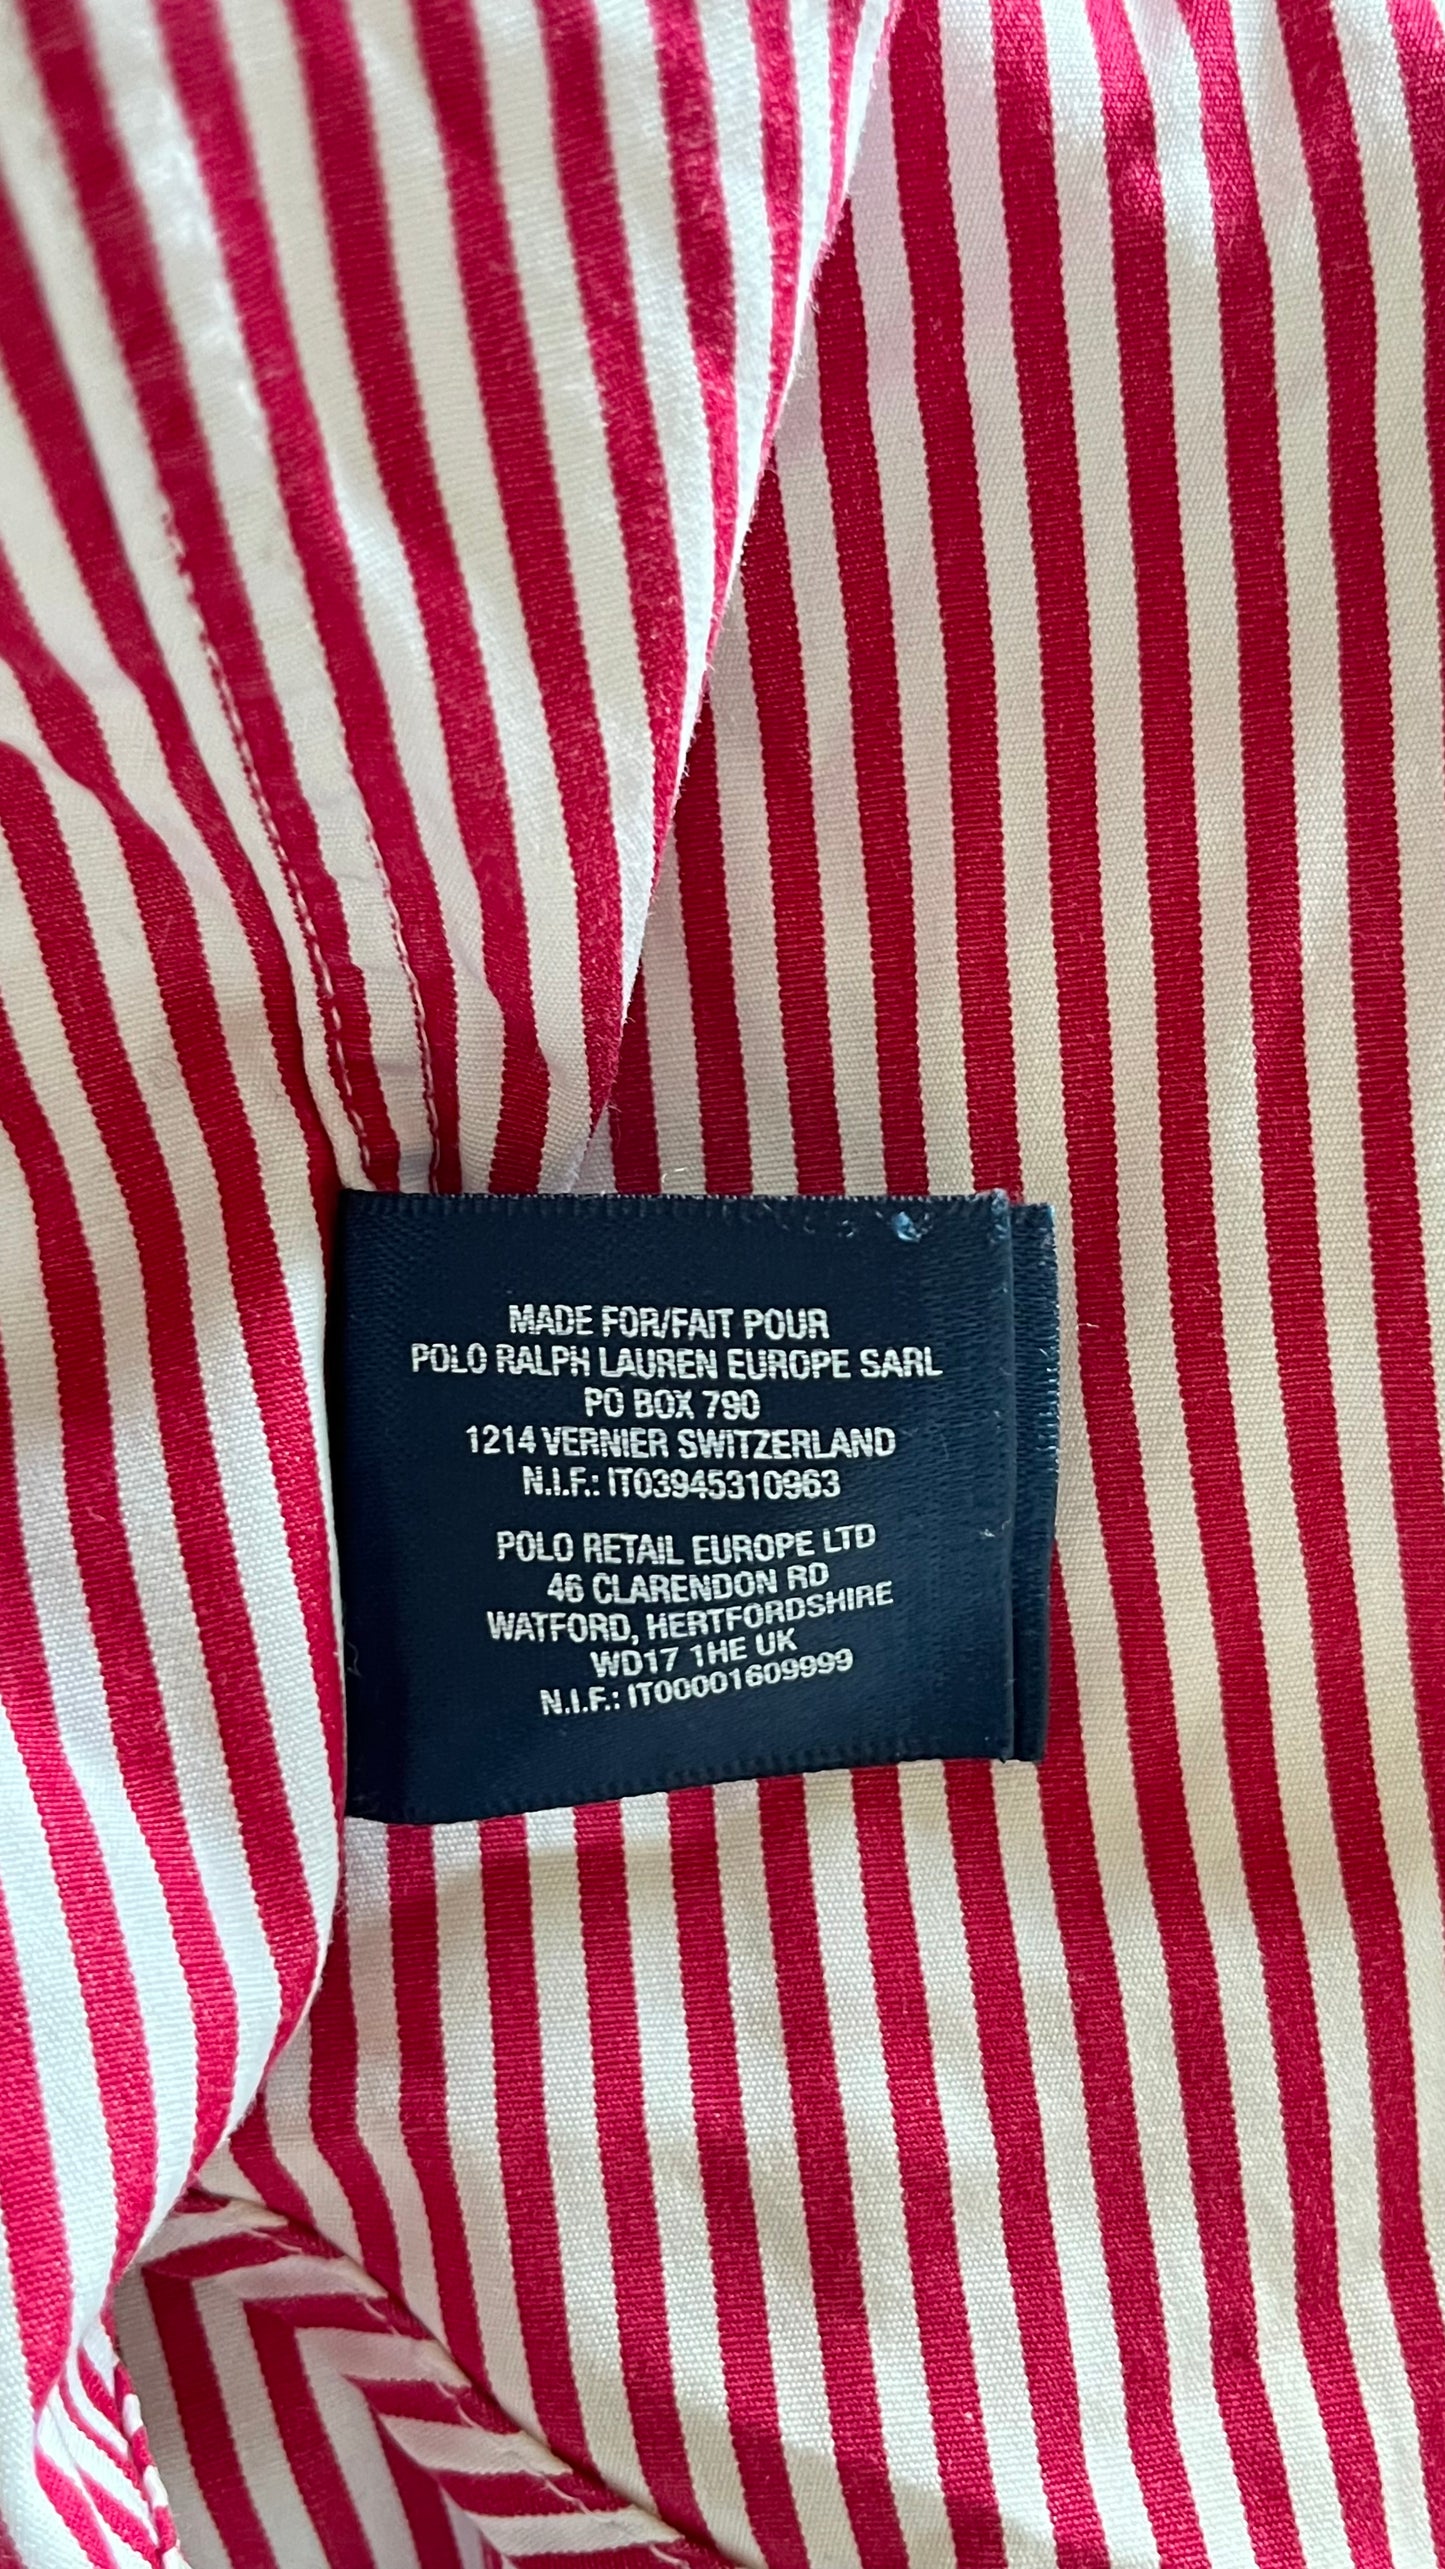 MADE FOR/FAIT POUR
POLO RALPH LAUREN EUROPE SARL
PO BOX 790
1214 VERNIER SWITZERLAND
N.I.F.: IT03945310963
POLO RETAIL EUROPE LTD
46 CLARENDON RD
WATFORD, HERTFORDSHIRE
WD17 1HE UK
N.I.F.: IT00001609999